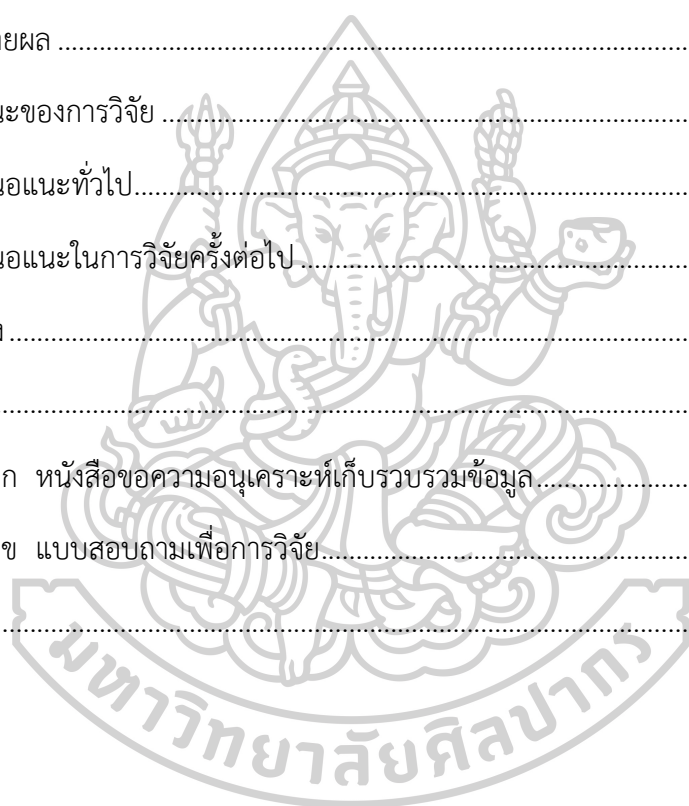 ยผล ................................................................
นะของการวิจัย ................................................................
นอแนะทั่วไป................................................................
นอแนะในการวิจัยครั้งต่อไป ................................................................
................................................................
................................................................
ก หนังสือขอความอนุเคราะห์เก็บรวบรวมข้อมูล................................
ข แบบสอบถามเพื่อการวิจัย................................................
................................................................
มหาวิทยาลัยศิลปากร